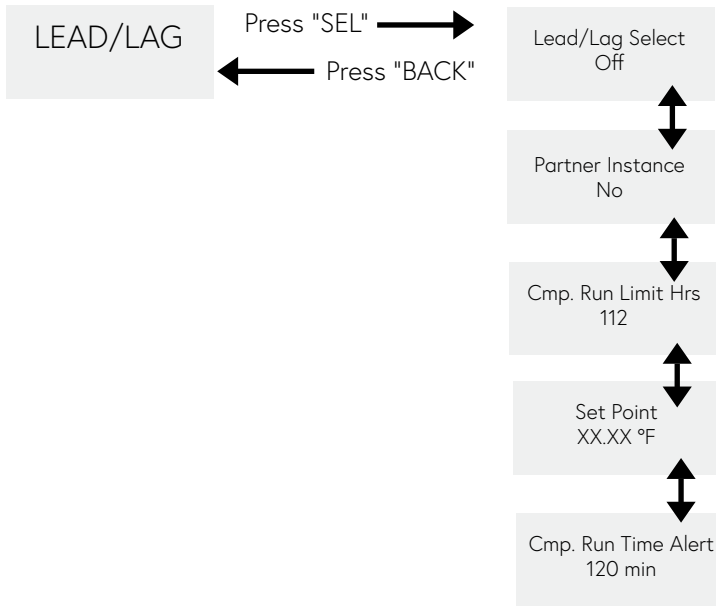 LEAD/LAG
Press "SEL"
Press "BACK"
Lead/Lag Select
Off
Partner Instance
No
Cmp. Run Limit Hrs
112
Set Point
XX.XX °F
Cmp. Run Time Alert
120 min